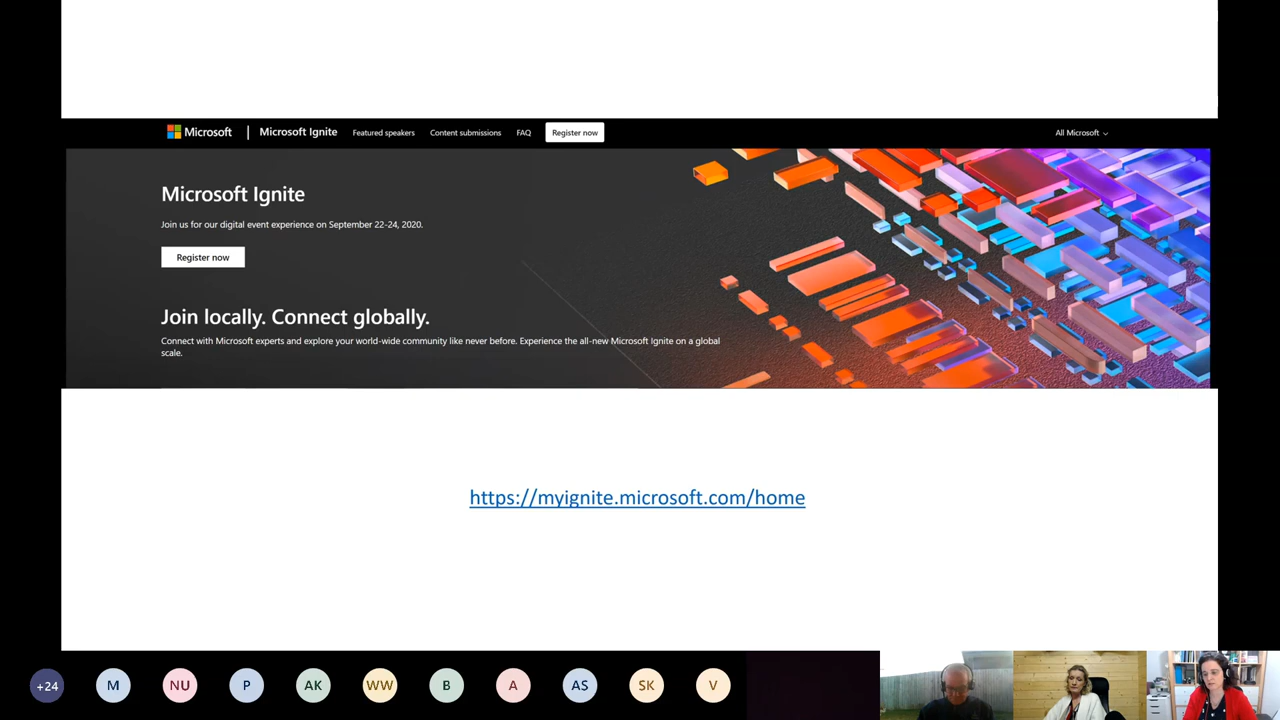 Microsoft | Microsoft Ignite Featured speakers Content submissions FAQ Register now All Microsoft
Microsoft Ignite
Join us for our digital event experience on September 22-24, 2020.
Register now
Join locally. Connect globally.
Connect with Microsoft experts and explore your world-wide community like never before. Experience the all-new Microsoft Ignite on a global
scale.
https://myignite.microsoft.com/home
+24 M NU P AK WW B A AS SK V